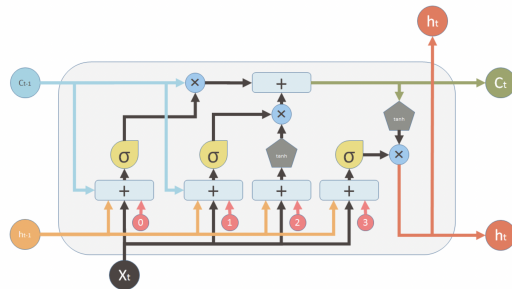 hₜ
Cₜ₋₁
×
+
Cₜ
tanh
×
σ
σ
tanh
σ
×
+
+
+
+
0
1
2
3
hₜ₋₁
hₜ
Xₜ